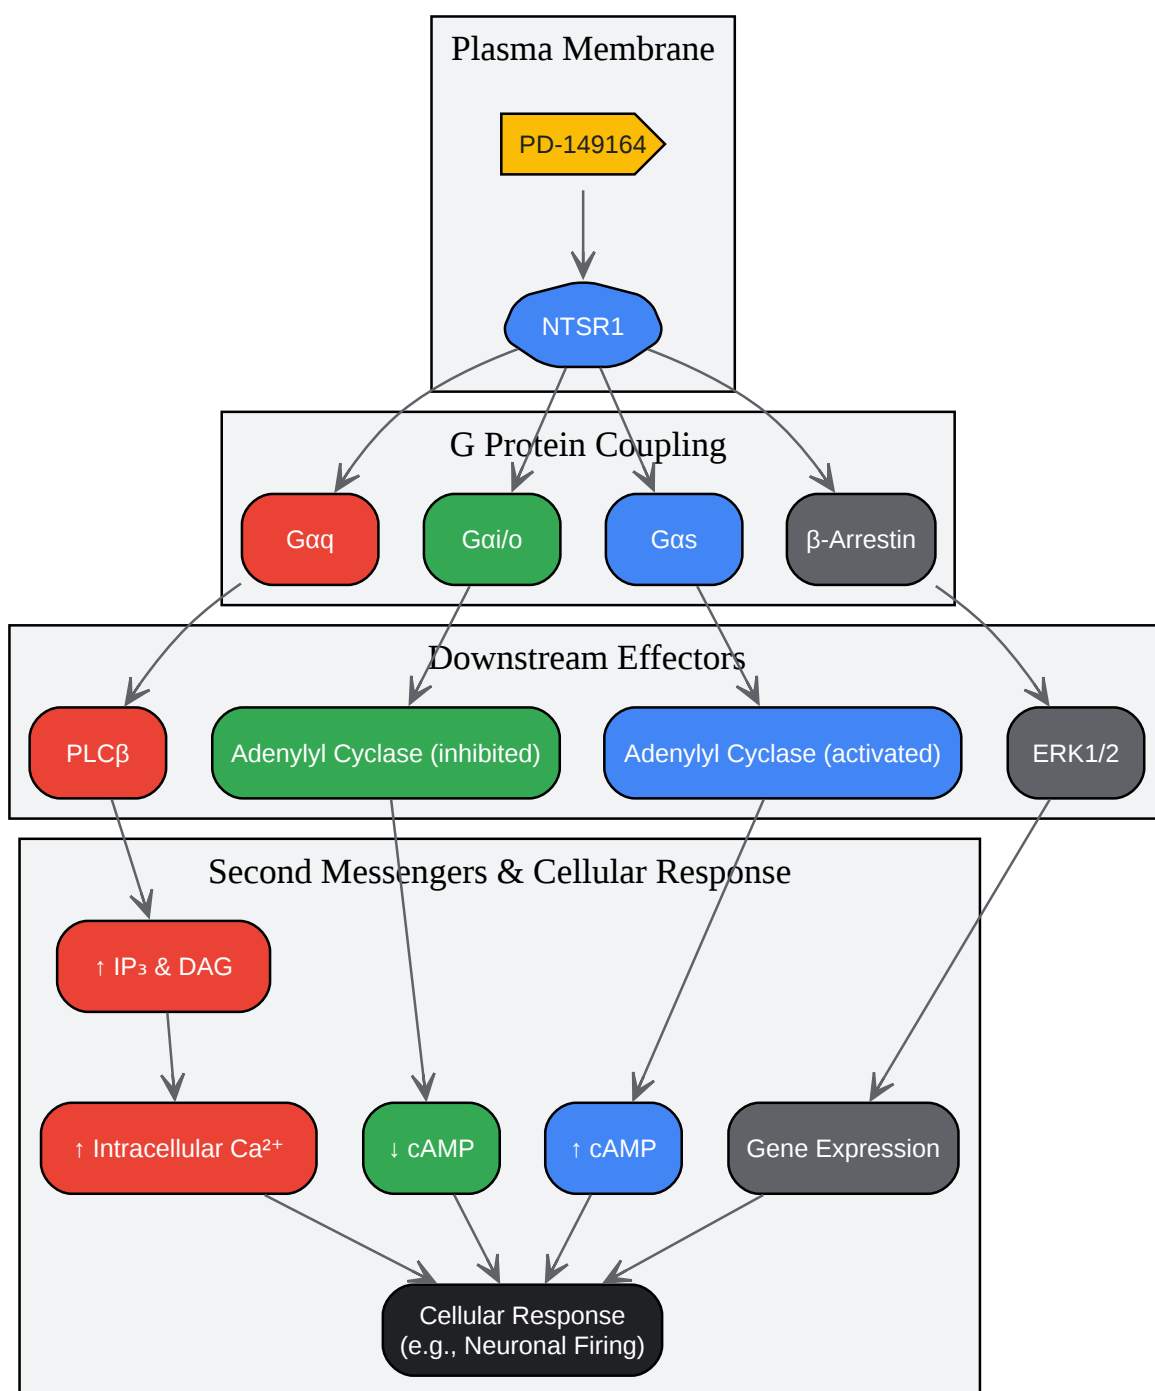 Plasma Membrane
PD-149164
NTSR1
G Protein Coupling
Gαq
Gαi/o
Gαs
β-Arrestin
Downstream Effectors
PLCβ
Adenylyl Cyclase (inhibited)
Adenylyl Cyclase (activated)
ERK1/2
Second Messengers & Cellular Response
↑ IP₃ & DAG
↑ Intracellular Ca²⁺
↓ cAMP
↑ cAMP
Gene Expression
Cellular Response
(e.g., Neuronal Firing)